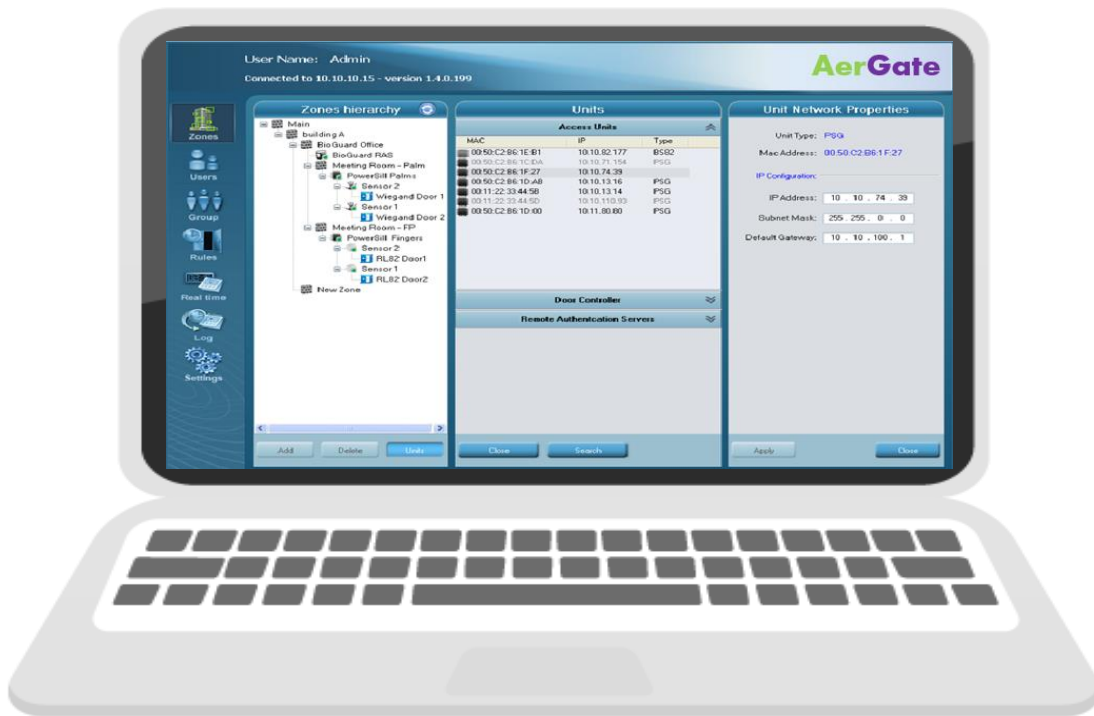 User Name: Admin
Connected to 10.10.10.15 - version 1.4.0.199
AerGate
Zones
Users
Group
Rules
Real time
Log
Settings
Zones hierarchy
Main
building A
BioGuard Office
BioGuard RAS
Meeting Room - Palm
PowerSill Palms
Sensor 2
Wiegand Door 1
Sensor 1
Wiegand Door 2
Meeting Room - FP
PowerSill Fingers
Sensor 2
RL82 Door1
Sensor 1
RL82 Door2
New Zone
Add Delete Units
Units
Access Units
MAC IP Type
00:50:C2:B6:1E:B1 10.10.82.177 BSB2
00:50:C2:B6:1C:DA 10.10.71.154 PSG
00:50:C2:B6:1F:27 10.10.74.39
00:50:C2:B6:1D:AB 10.10.13.16 PSG
00:11:22:33:44:5B 10.10.13.14 PSG
00:11:22:33:44:5D 10.10.110.93 PSG
00:50:C2:B6:1D:00 10.11.80.80 PSG
Door Controller
Remote Authentication Servers
Close Search
Unit Network Properties
Unit Type: PSG
Mac Address: 00:50:C2:B6:1F:27
IP Configuration:
IP Address: 10 . 10 . 74 . 39
Subnet Mask: 255 . 255 . 0 . 0
Default Gateway: 10 . 10 . 100 . 1
Apply Close